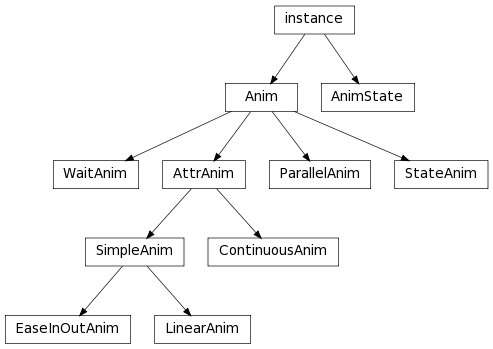 instance
Anim
AnimState
WaitAnim
AttrAnim
ParallelAnim
StateAnim
SimpleAnim
ContinuousAnim
EaseInOutAnim
LinearAnim